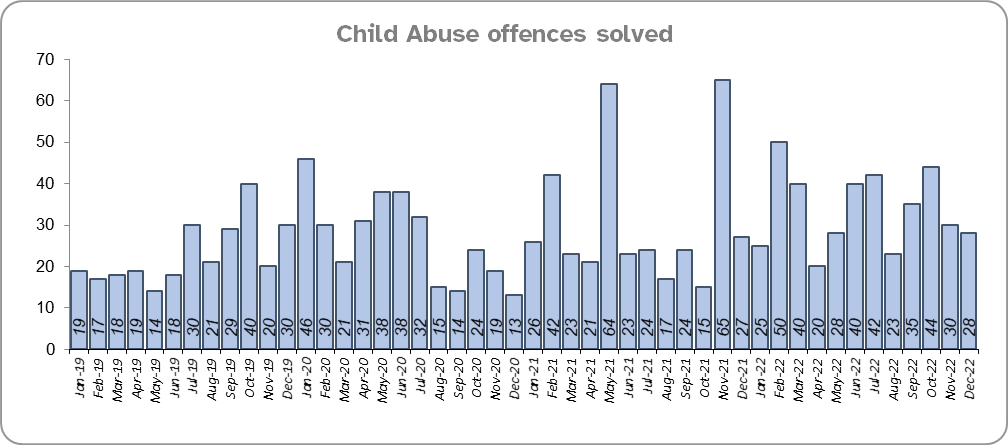 Child Abuse offences solved
70
60
50
40
30
20
10
0
19 17 18 19 14 18 30 21 29 40 20 30 46 30 21 31 38 38 32 15 14 24 19 13 26 42 23 21 64 23 24 17 24 15 65 27 25 50 40 20 28 40 42 23 35 44 30 28
Jan-19 Feb-19 Mar-19 Apr-19 May-19 Jun-19 Jul-19 Aug-19 Sep-19 Oct-19 Nov-19 Dec-19 Jan-20 Feb-20 Mar-20 Apr-20 May-20 Jun-20 Jul-20 Aug-20 Sep-20 Oct-20 Nov-20 Dec-20 Jan-21 Feb-21 Mar-21 Apr-21 May-21 Jun-21 Jul-21 Aug-21 Sep-21 Oct-21 Nov-21 Dec-21 Jan-22 Feb-22 Mar-22 Apr-22 May-22 Jun-22 Jul-22 Aug-22 Sep-22 Oct-22 Nov-22 Dec-22